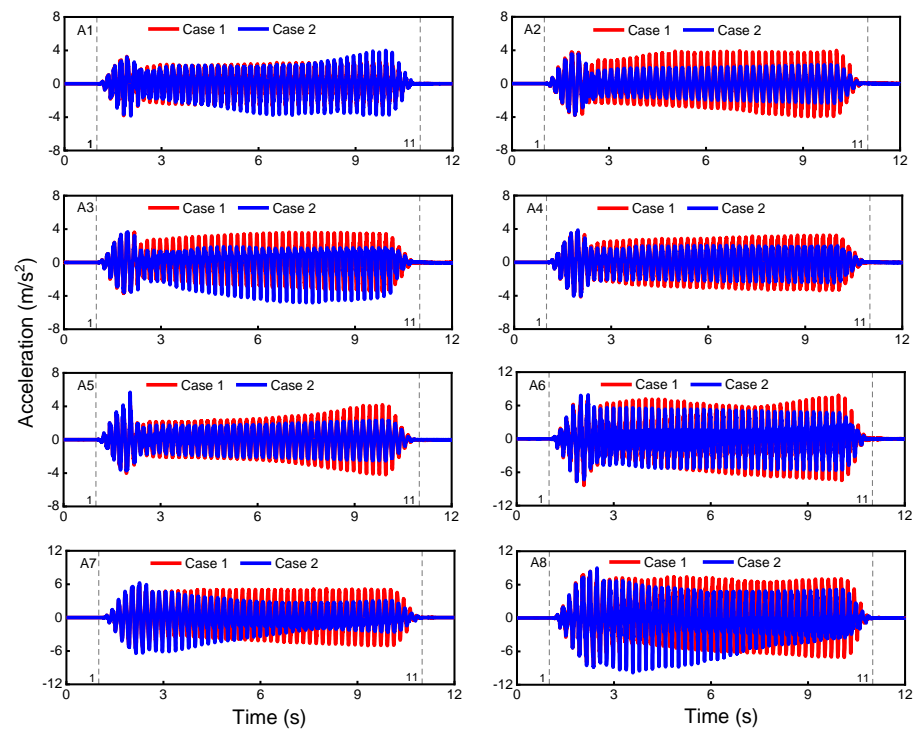 A1 Case 1 Case 2
8
4
0
-4
-8
1 11
0 3 6 9 12
A2 Case 1 Case 2
8
4
0
-4
-8
1 11
0 3 6 9 12
A3 Case 1 Case 2
8
4
0
-4
-8
1 11
0 3 6 9 12
A4 Case 1 Case 2
8
4
0
-4
-8
1 11
0 3 6 9 12
Acceleration (m/s²)
A5 Case 1 Case 2
8
4
0
-4
-8
1 11
0 3 6 9 12
A6 Case 1 Case 2
12
6
0
-6
-12
1 11
0 3 6 9 12
A7 Case 1 Case 2
12
6
0
-6
-12
1 11
0 3 6 9 12
Time (s)
A8 Case 1 Case 2
12
6
0
-6
-12
1 11
0 3 6 9 12
Time (s)